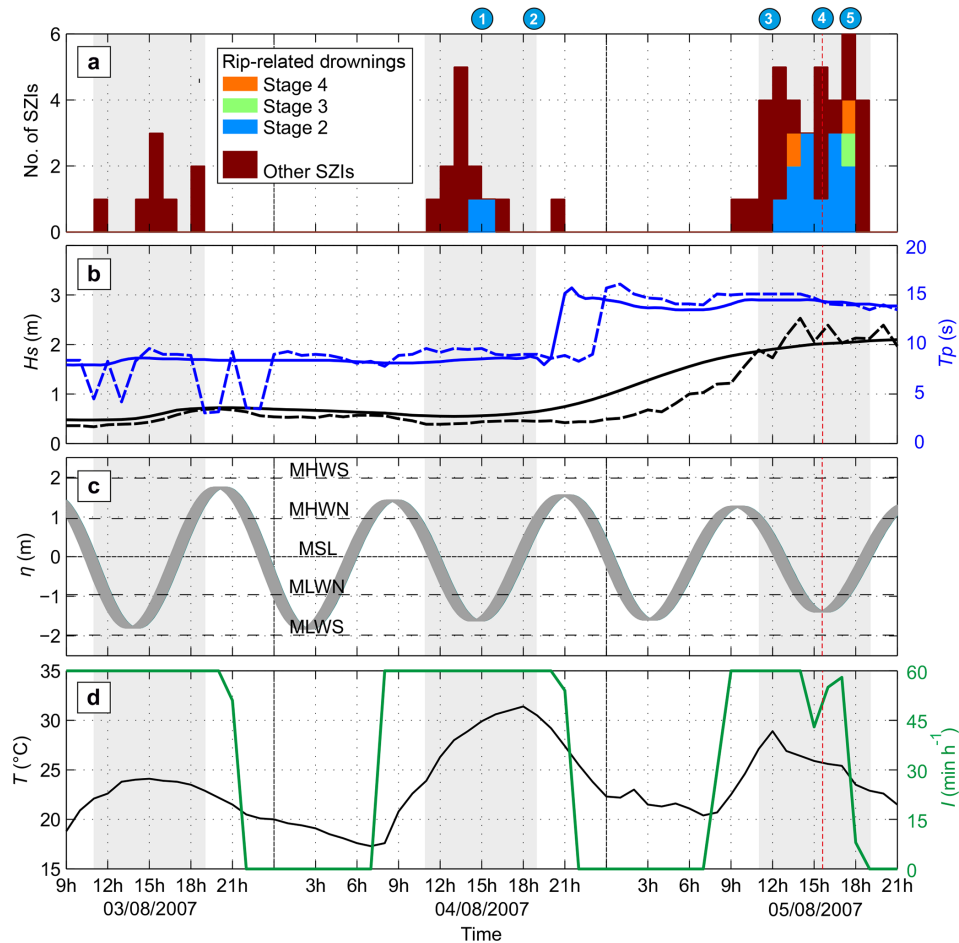 1 2 3 4 5
a
No. of SZIs
6
4
2
0
Rip-related drownings
Stage 4
Stage 3
Stage 2
Other SZIs
b
Hs (m)
3
2
1
0
20
15
10
5
0
Tp (s)
c
η (m)
2
1
0
−1
−2
MHWS
MHWN
MSL
MLWN
MLWS
d
T (°C)
35
30
25
20
15
60
45
30
15
0
I (min h⁻¹)
9h 12h 15h 18h 21h 3h 6h 9h 12h 15h 18h 21h 3h 6h 9h 12h 15h 18h 21h
03/08/2007 04/08/2007 05/08/2007
Time